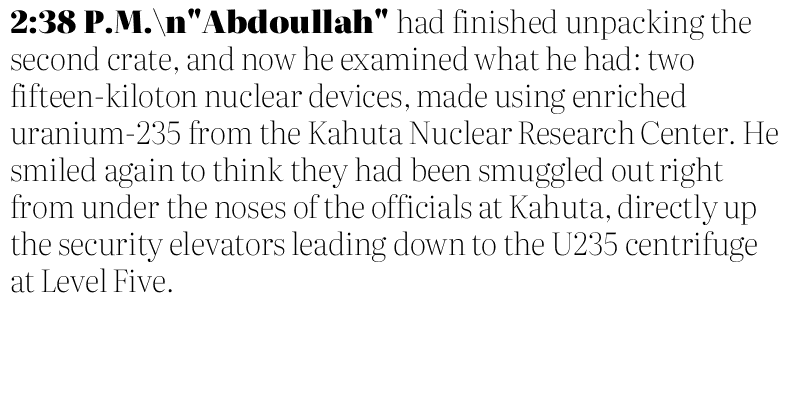 2:38 P.M.\n"Abdoullah" had finished unpacking the
second crate, and now he examined what he had: two
fifteen-kiloton nuclear devices, made using enriched
uranium-235 from the Kahuta Nuclear Research Center. He
smiled again to think they had been smuggled out right
from under the noses of the officials at Kahuta, directly up
the security elevators leading down to the U235 centrifuge
at Level Five.